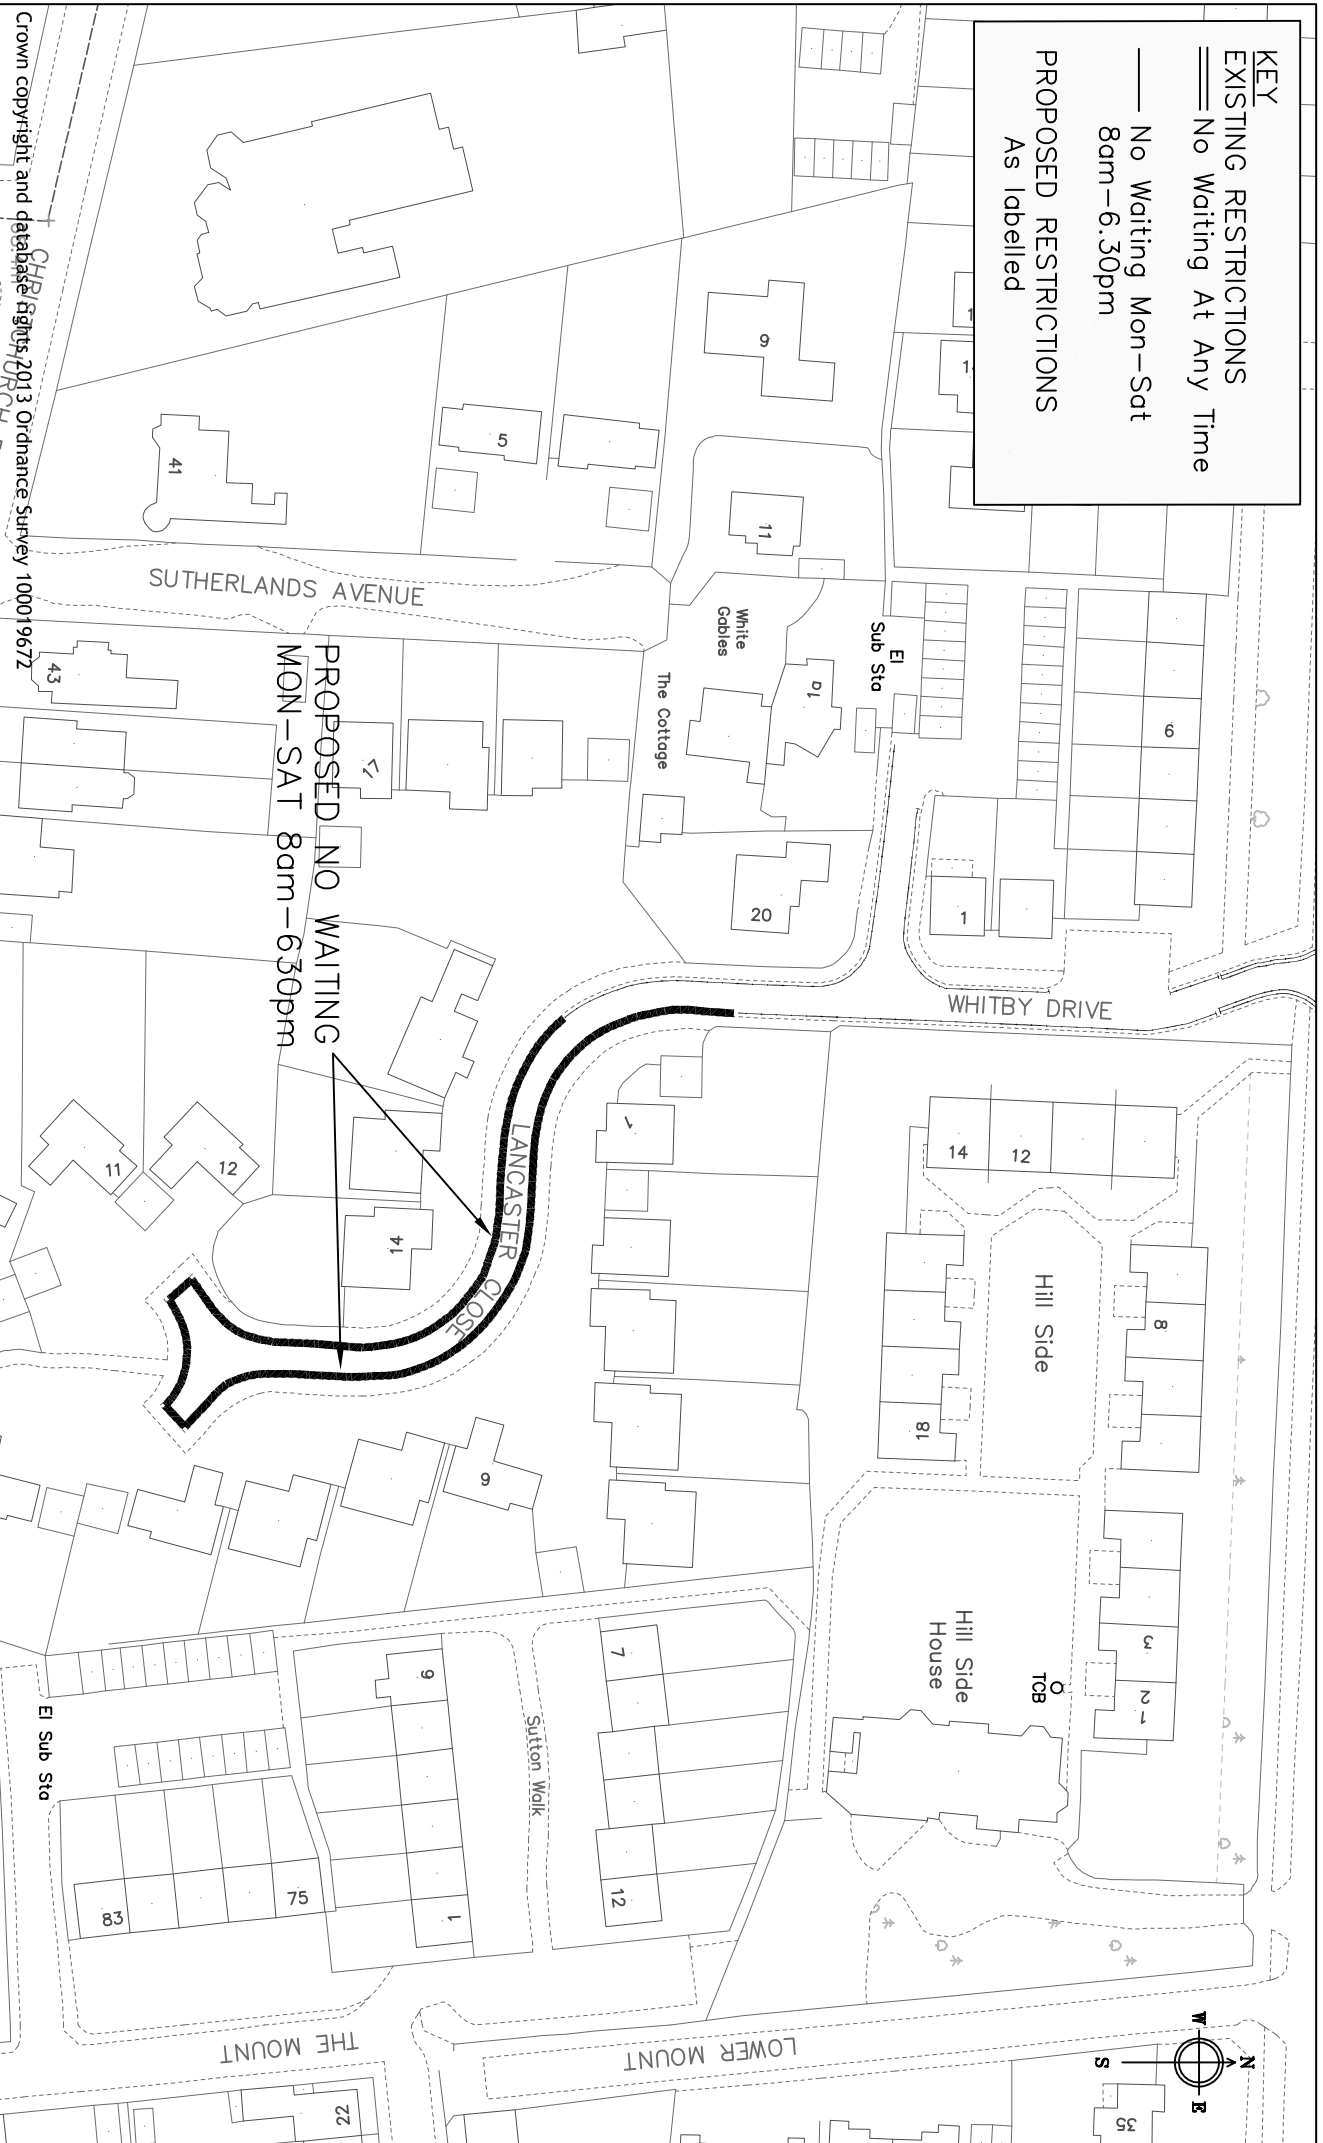 KEY
EXISTING RESTRICTIONS
No Waiting At Any Time
No Waiting Mon-Sat
8am-6.30pm
PROPOSED RESTRICTIONS
As labelled
6
1
9
11
El
Sub Sta
White
Gables
19
The Cottage
20
5
41
SUTHERLANDS AVENUE
43
17
PROPOSED NO WAITING
MON-SAT 8am-630pm
WHITBY DRIVE
LANCASTER CLOSE
1
11
12
14
14
12
Hill Side
8
18
9
3
2
1
TCB
Hill Side
House
7
12
Sutton Walk
6
1
El Sub Sta
83
75
THE MOUNT
LOWER MOUNT
22
35
N
W
E
S
Crown copyright and database rights 2013 Ordnance Survey 100019672